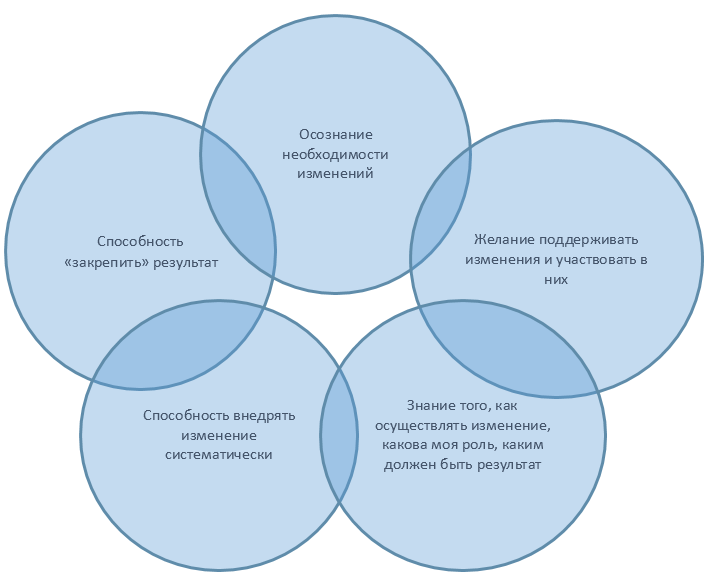 Осознание
необходимости
изменений
Желание поддерживать
изменения и участвовать в
них
Знание того, как
осуществлять изменение,
какова моя роль, каким
должен быть результат
Способность внедрять
изменение
систематически
Способность
«закрепить» результат